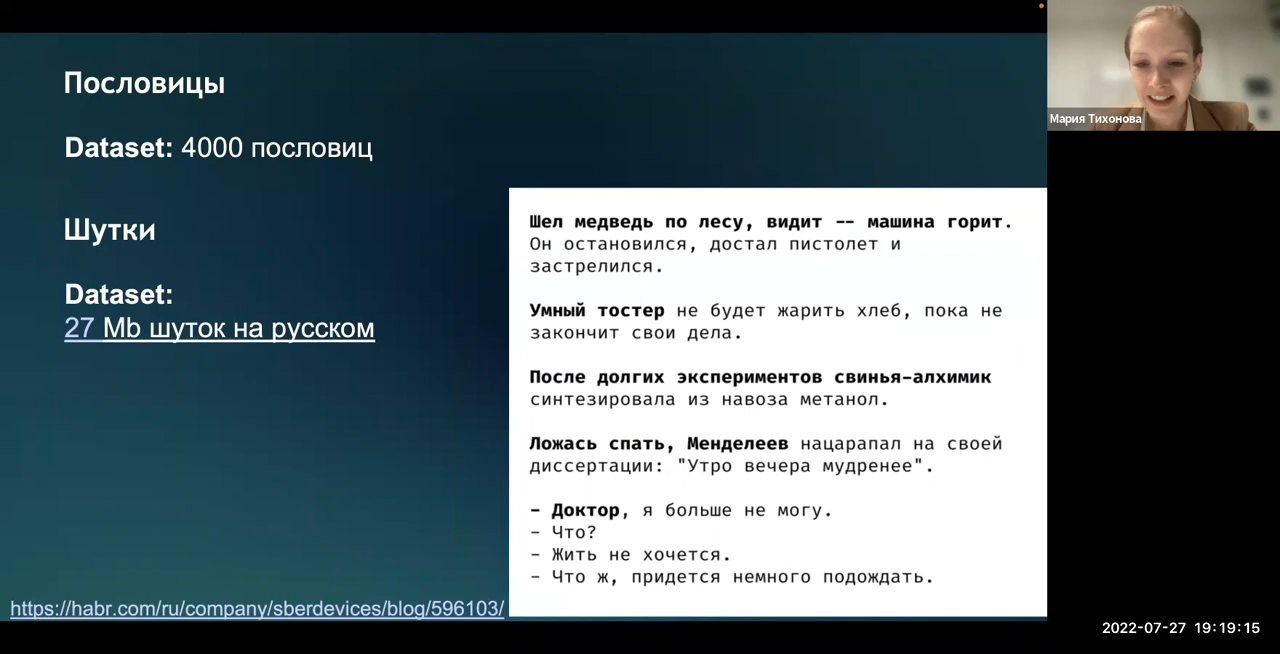 Пословицы
Dataset: 4000 пословиц
Шутки
Dataset:
27 Mb шуток на русском
https://habr.com/ru/company/sberdevices/blog/596103/
Шел медведь по лесу, видит -- машина горит.
Он остановился, достал пистолет и
застрелился.
Умный тостер не будет жарить хлеб, пока не
закончит свои дела.
После долгих экспериментов свинья-алхимик
синтезировала из навоза метанол.
Ложась спать, Менделеев нацарапал на своей
диссертации: "Утро вечера мудренее".
- Доктор, я больше не могу.
- Что?
- Жить не хочется.
- Что ж, придется немного подождать.
Мария Тихонова
2022-07-27 19:19:15